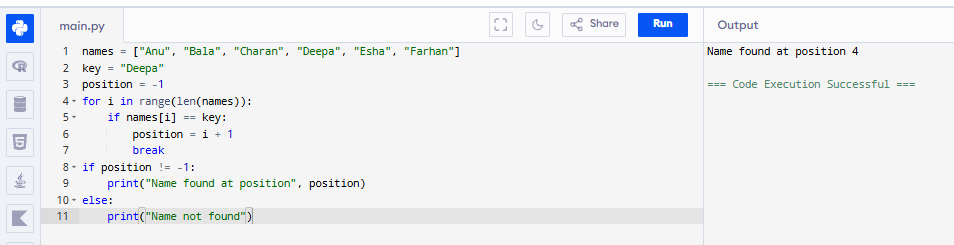 main.py
Share
Run
Output
1 names = ["Anu", "Bala", "Charan", "Deepa", "Esha", "Farhan"]
2 key = "Deepa"
3 position = -1
4 for i in range(len(names)):
5     if names[i] == key:
6         position = i + 1
7         break
8 if position != -1:
9     print("Name found at position", position)
10 else:
11     print("Name not found")
Name found at position 4
=== Code Execution Successful ===